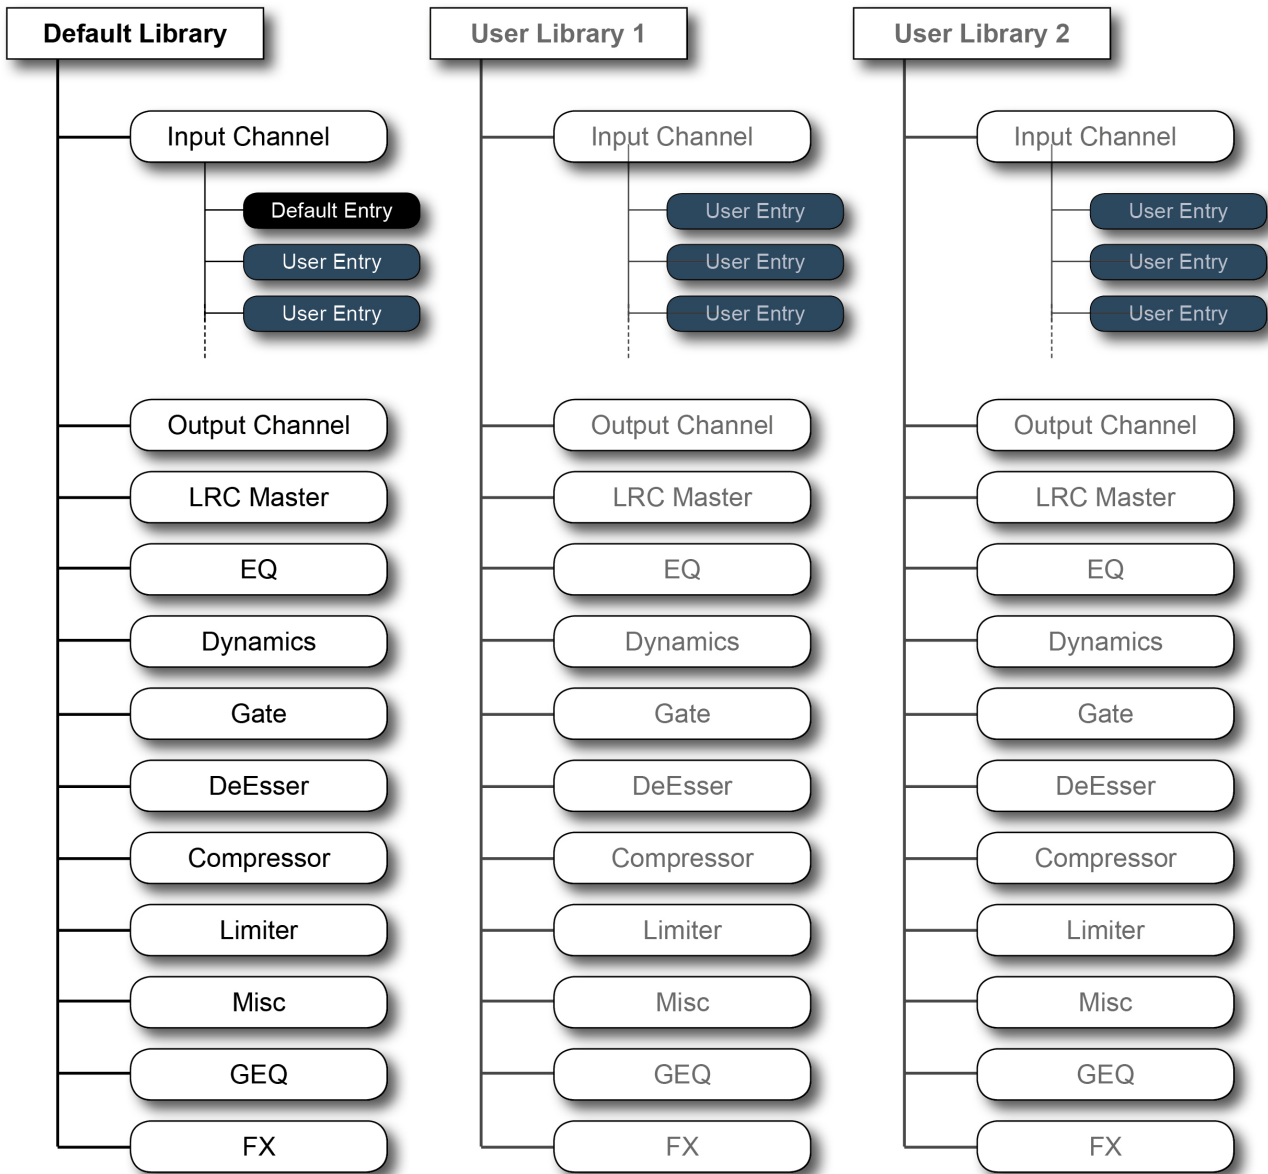 Default Library
Input Channel
Default Entry
User Entry
User Entry
Output Channel
LRC Master
EQ
Dynamics
Gate
DeEsser
Compressor
Limiter
Misc
GEQ
FX
User Library 1
Input Channel
User Entry
User Entry
User Entry
Output Channel
LRC Master
EQ
Dynamics
Gate
DeEsser
Compressor
Limiter
Misc
GEQ
FX
User Library 2
Input Channel
User Entry
User Entry
User Entry
Output Channel
LRC Master
EQ
Dynamics
Gate
DeEsser
Compressor
Limiter
Misc
GEQ
FX